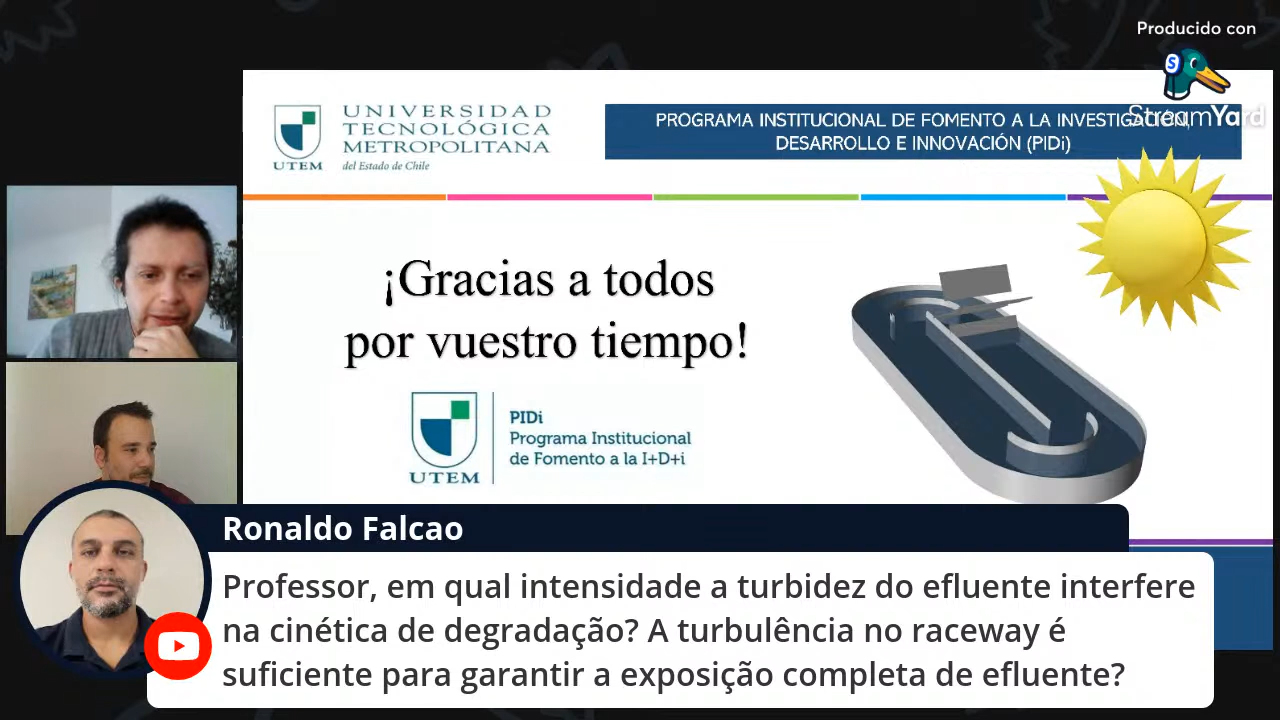 Producido con
StreamYard
UNIVERSIDAD
TECNOLÓGICA
METROPOLITANA
del Estado de Chile
UTEM
PROGRAMA INSTITUCIONAL DE FOMENTO A LA INVESTIGACIÓN,
DESARROLLO E INNOVACIÓN (PIDi)
¡Gracias a todos
por vuestro tiempo!
PIDi
Programa Institucional
de Fomento a la I+D+i
UTEM
Ronaldo Falcao
Professor, em qual intensidade a turbidez do efluente interfere
na cinética de degradação? A turbulência no raceway é
suficiente para garantir a exposição completa de efluente?